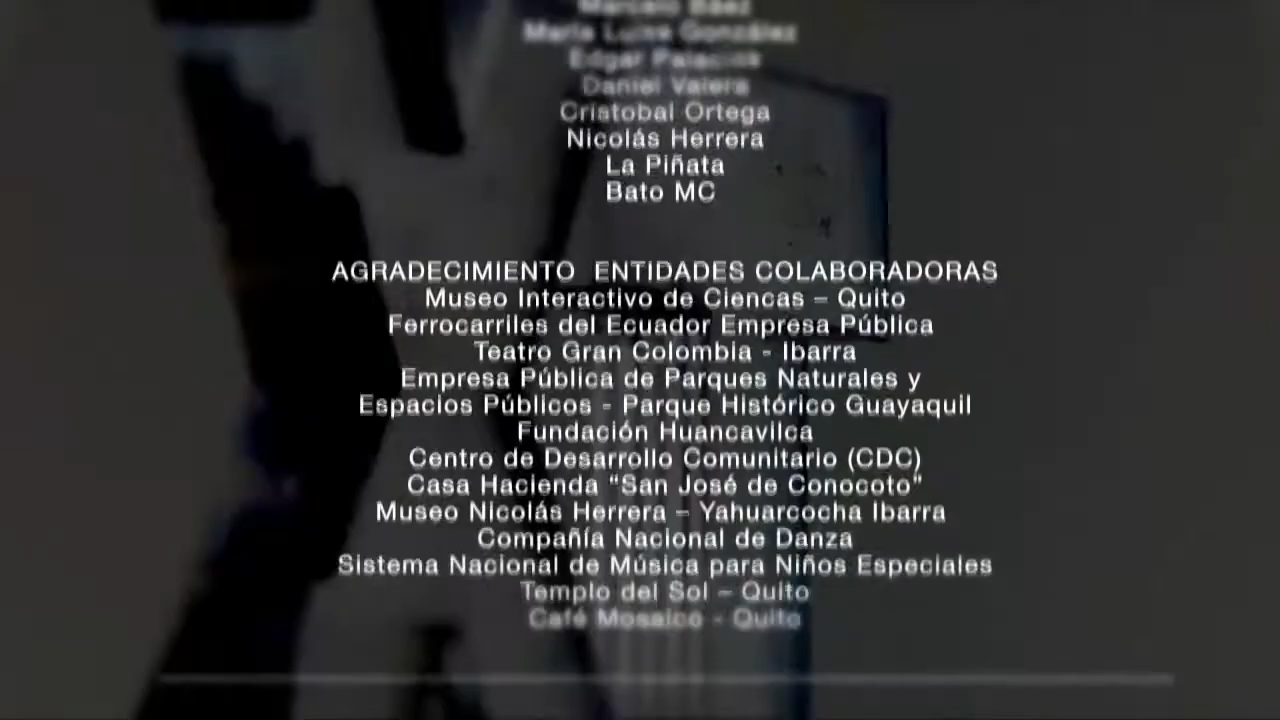 Marcelo Báez
María Luisa González
Edgar Palacios
Daniel Valera
Cristobal Ortega
Nicolás Herrera
La Piñata
Bato MC
AGRADECIMIENTO ENTIDADES COLABORADORAS
Museo Interactivo de Ciencas – Quito
Ferrocarriles del Ecuador Empresa Pública
Teatro Gran Colombia - Ibarra
Empresa Pública de Parques Naturales y
Espacios Públicos - Parque Histórico Guayaquil
Fundación Huancavilca
Centro de Desarrollo Comunitario (CDC)
Casa Hacienda “San José de Conocoto”
Museo Nicolás Herrera – Yahuarcocha Ibarra
Compañía Nacional de Danza
Sistema Nacional de Música para Niños Especiales
Templo del Sol – Quito
Café Mosaico - Quito